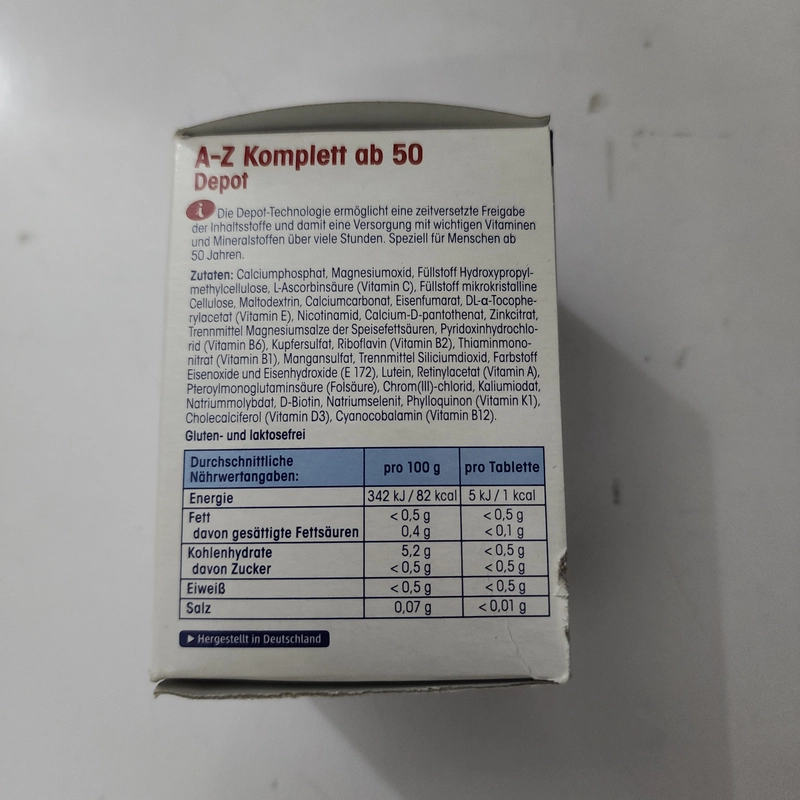 A-Z Komplett ab 50
Depot
i Die Depot-Technologie ermöglicht eine zeitversetzte Freigabe
der Inhaltsstoffe und damit eine Versorgung mit wichtigen Vitaminen
und Mineralstoffen über viele Stunden. Speziell für Menschen ab
50 Jahren.
Zutaten: Calciumphosphat, Magnesiumoxid, Füllstoff Hydroxypropyl-
methylcellulose, L-Ascorbinsäure (Vitamin C), Füllstoff mikrokristalline
Cellulose, Maltodextrin, Calciumcarbonat, Eisenfumarat, DL-α-Tocophe-
rylacetat (Vitamin E), Nicotinamid, Calcium-D-pantothenat, Zinkcitrat,
Trennmittel Magnesiumsalze der Speisefettsäuren, Pyridoxinhydrochlo-
rid (Vitamin B6), Kupfersulfat, Riboflavin (Vitamin B2), Thiaminmono-
nitrat (Vitamin B1), Mangansulfat, Trennmittel Siliciumdioxid, Farbstoff
Eisenoxide und Eisenhydroxide (E 172), Lutein, Retinylacetat (Vitamin A),
Pteroylmonoglutaminsäure (Folsäure), Chrom(III)-chlorid, Kaliumiodat,
Natriummolybdat, D-Biotin, Natriumselenit, Phylloquinon (Vitamin K1),
Cholecalciferol (Vitamin D3), Cyanocobalamin (Vitamin B12).
Gluten- und laktosefrei
Durchschnittliche
Nährwertangaben: pro 100 g pro Tablette
Energie 342 kJ / 82 kcal 5 kJ / 1 kcal
Fett < 0,5 g < 0,5 g
davon gesättigte Fettsäuren 0,4 g < 0,1 g
Kohlenhydrate 5,2 g < 0,5 g
davon Zucker < 0,5 g < 0,5 g
Eiweiß < 0,5 g < 0,5 g
Salz 0,07 g < 0,01 g
▶ Hergestellt in Deutschland